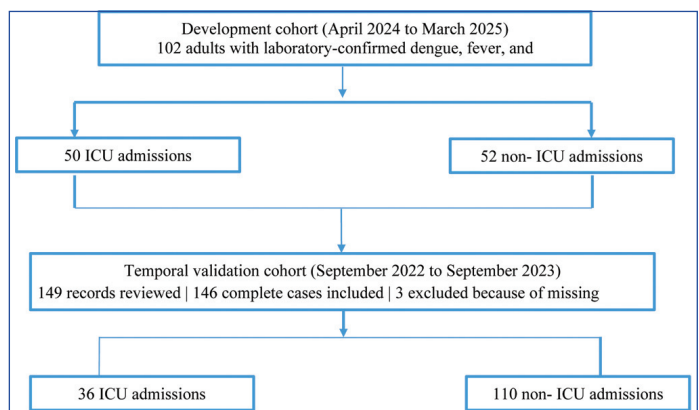 Development cohort (April 2024 to March 2025)
102 adults with laboratory-confirmed dengue, fever, and
50 ICU admissions
52 non- ICU admissions
Temporal validation cohort (September 2022 to September 2023)
149 records reviewed | 146 complete cases included | 3 excluded because of missing
36 ICU admissions
110 non- ICU admissions